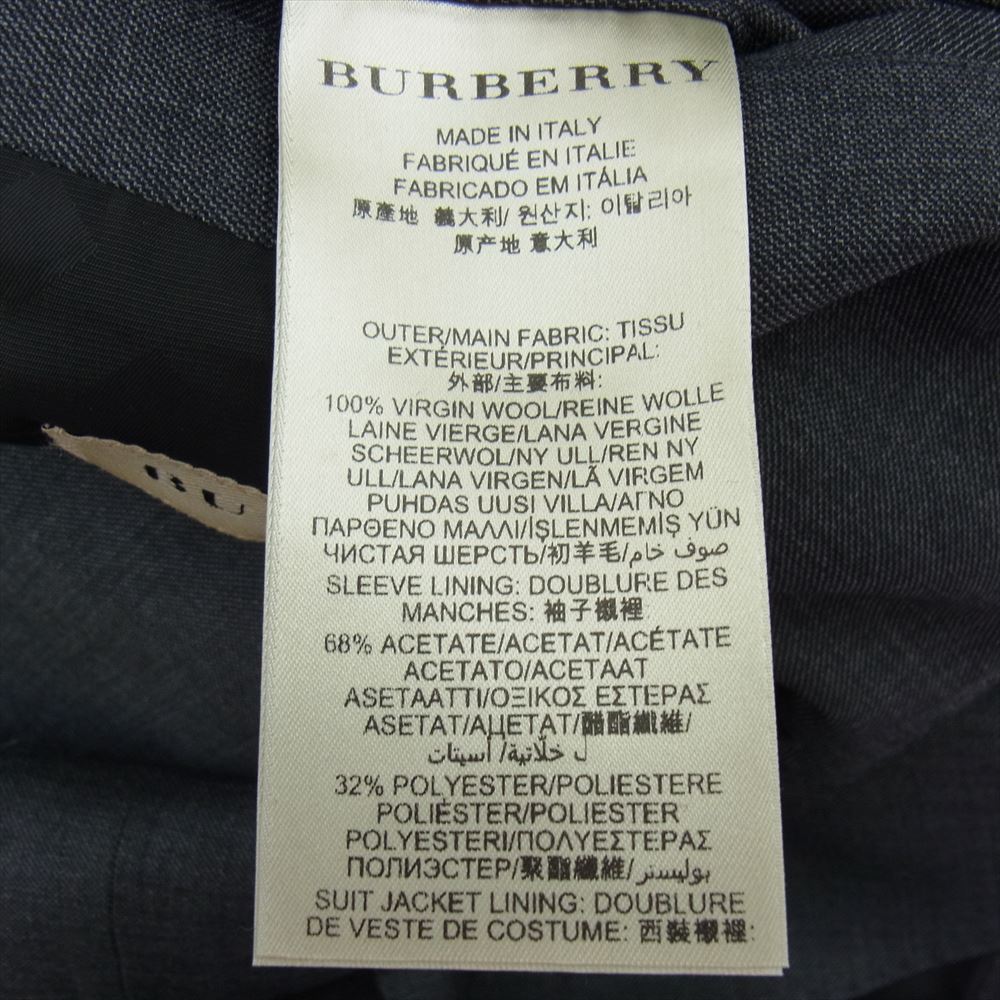 BURBERRY
MADE IN ITALY
FABRIQUÉ EN ITALIE
FABRICADO EM ITÁLIA
原產地 義大利/ 원산지: 이탈리아
原产地 意大利
OUTER/MAIN FABRIC: TISSU
EXTÉRIEUR/PRINCIPAL:
外部/主要布料:
100% VIRGIN WOOL/REINE WOLLE
LAINE VIERGE/LANA VERGINE
SCHEERWOL/NY ULL/REN NY
ULL/LANA VIRGEN/LÃ VIRGEM
PUHDAS UUSI VILLA/ΑΓΝΟ
ΠΑΡΘΕΝΟ ΜΑΛΛΙ/İŞLENMEMİŞ YÜN
ЧИСТАЯ ШЕРСТЬ/初羊毛/صوف خام
SLEEVE LINING: DOUBLURE DES
MANCHES: 袖子襯裡
68% ACETATE/ACETAT/ACÉTATE
ACETATO/ACETAAT
ASETAATTI/ΟΞΙΚΟΣ ΕΣΤΕΡΑΣ
ASETAT/АЦЕТАТ/醋酯纖維/
ل خلّاتية/ أسيتات
32% POLYESTER/POLIESTERE
POLIÉSTER/POLIESTER
POLYESTERI/ΠΟΛΥΕΣΤΕΡΑΣ
ПОЛИЭСТЕР/聚酯纖維/بوليستر
SUIT JACKET LINING: DOUBLURE
DE VESTE DE COSTUME: 西裝襯裡:
BU